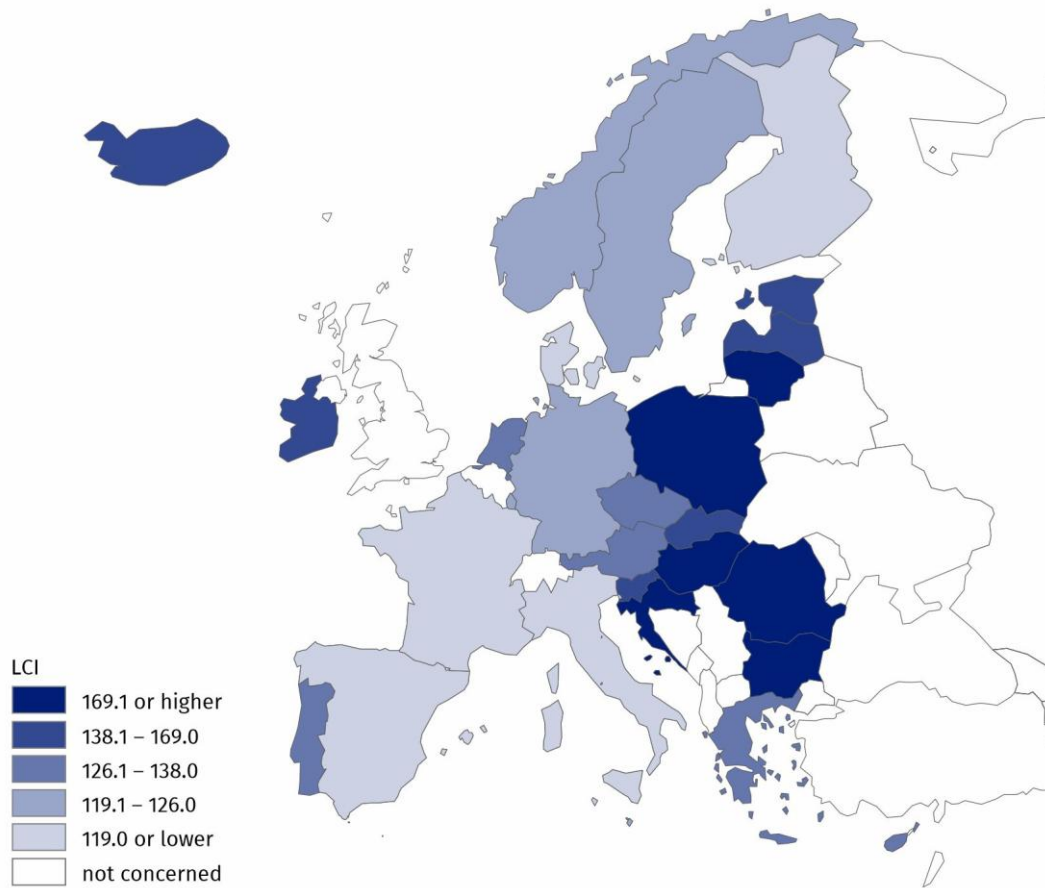 LCI
169.1 or higher
138.1 – 169.0
126.1 – 138.0
119.1 – 126.0
119.0 or lower
not concerned